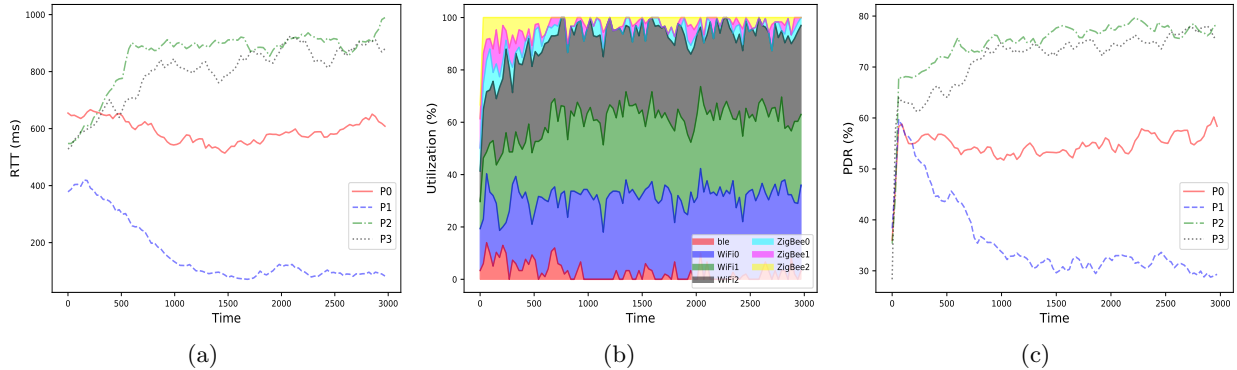 1000
800
600
400
200
RTT (ms)
0
500
1000
1500
2000
2500
3000
Time
P0
P1
P2
P3
(a)
100
80
60
40
20
0
Utilization (%)
0
500
1000
1500
2000
2500
3000
Time
ble
WiFi0
WiFi1
WiFi2
ZigBee0
ZigBee1
ZigBee2
(b)
80
70
60
50
40
30
PDR (%)
0
500
1000
1500
2000
2500
3000
Time
P0
P1
P2
P3
(c)